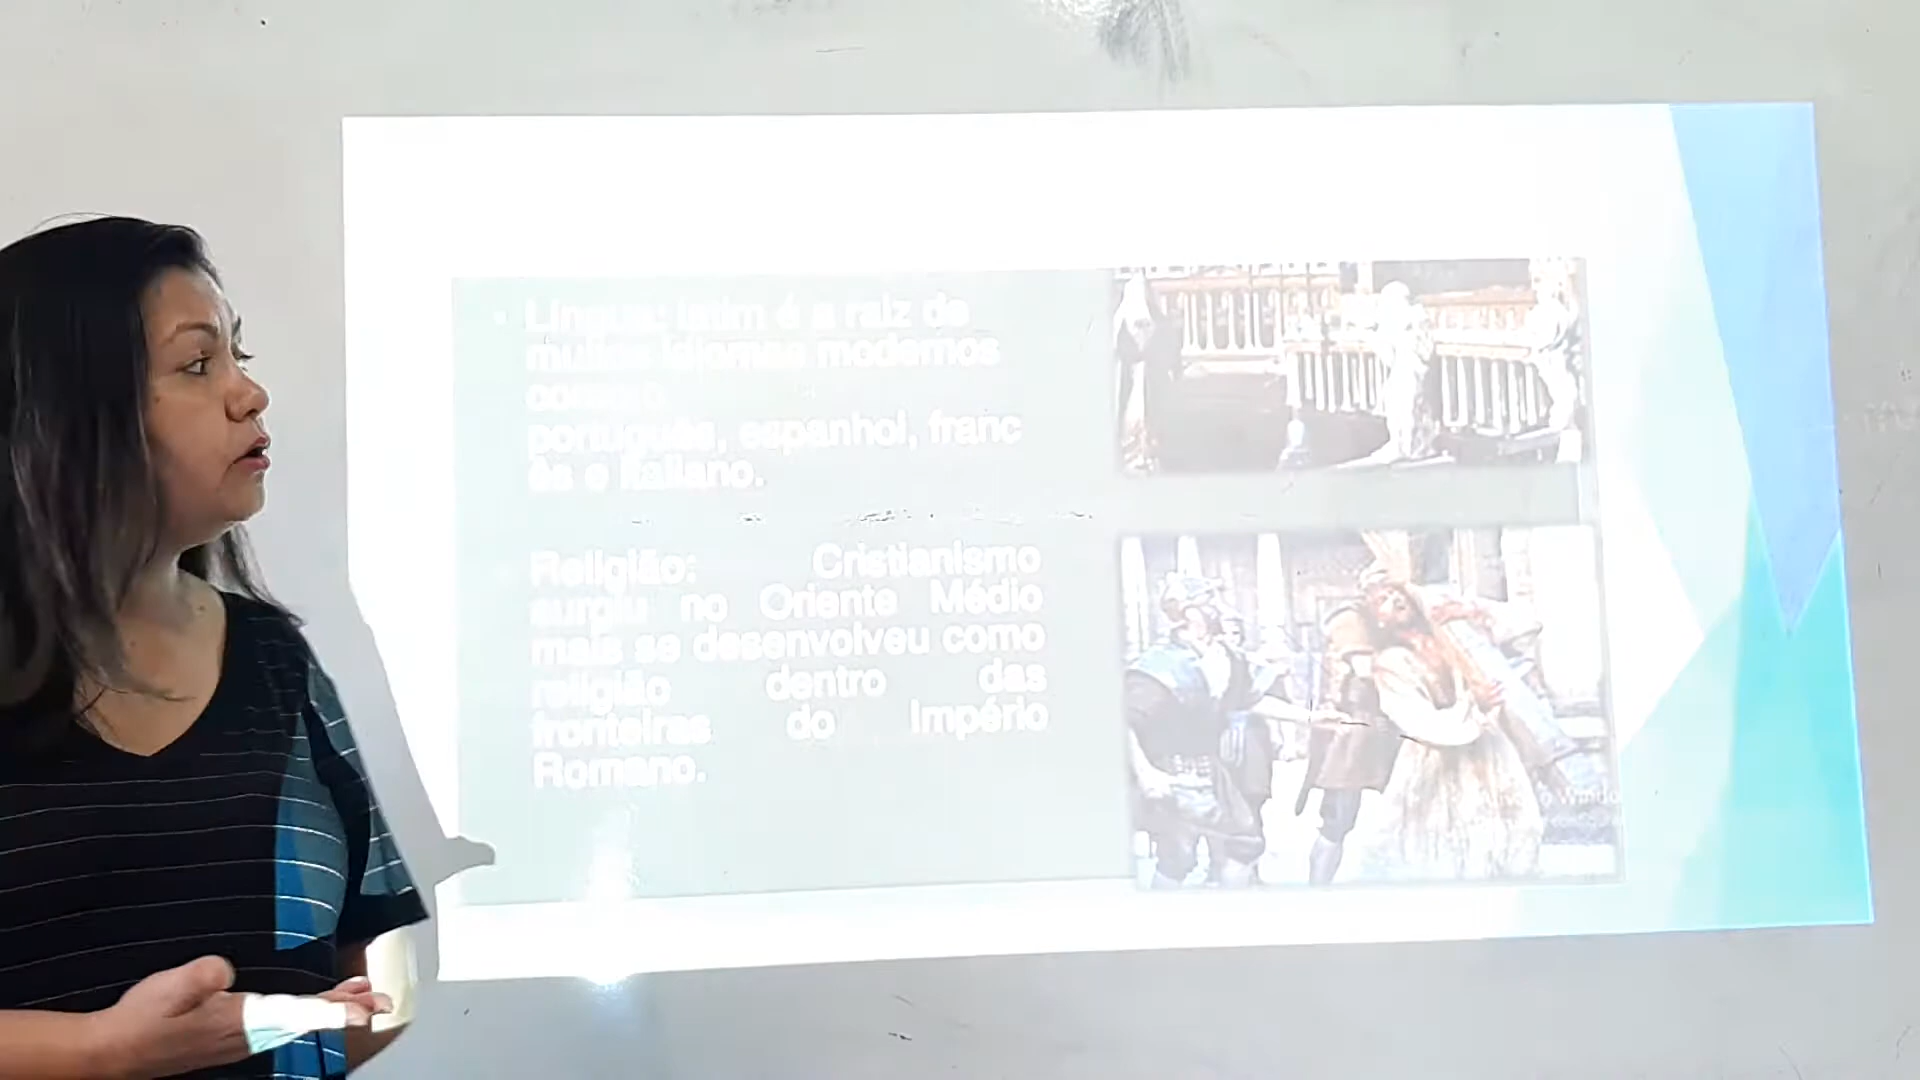 Língua: latim é a raiz de
muitos idiomas modernos
como o
português, espanhol, franc
ês e italiano.
Religião: Cristianismo
surgiu no Oriente Médio
mais se desenvolveu como
religião dentro das
fronteiras do Império
Romano.